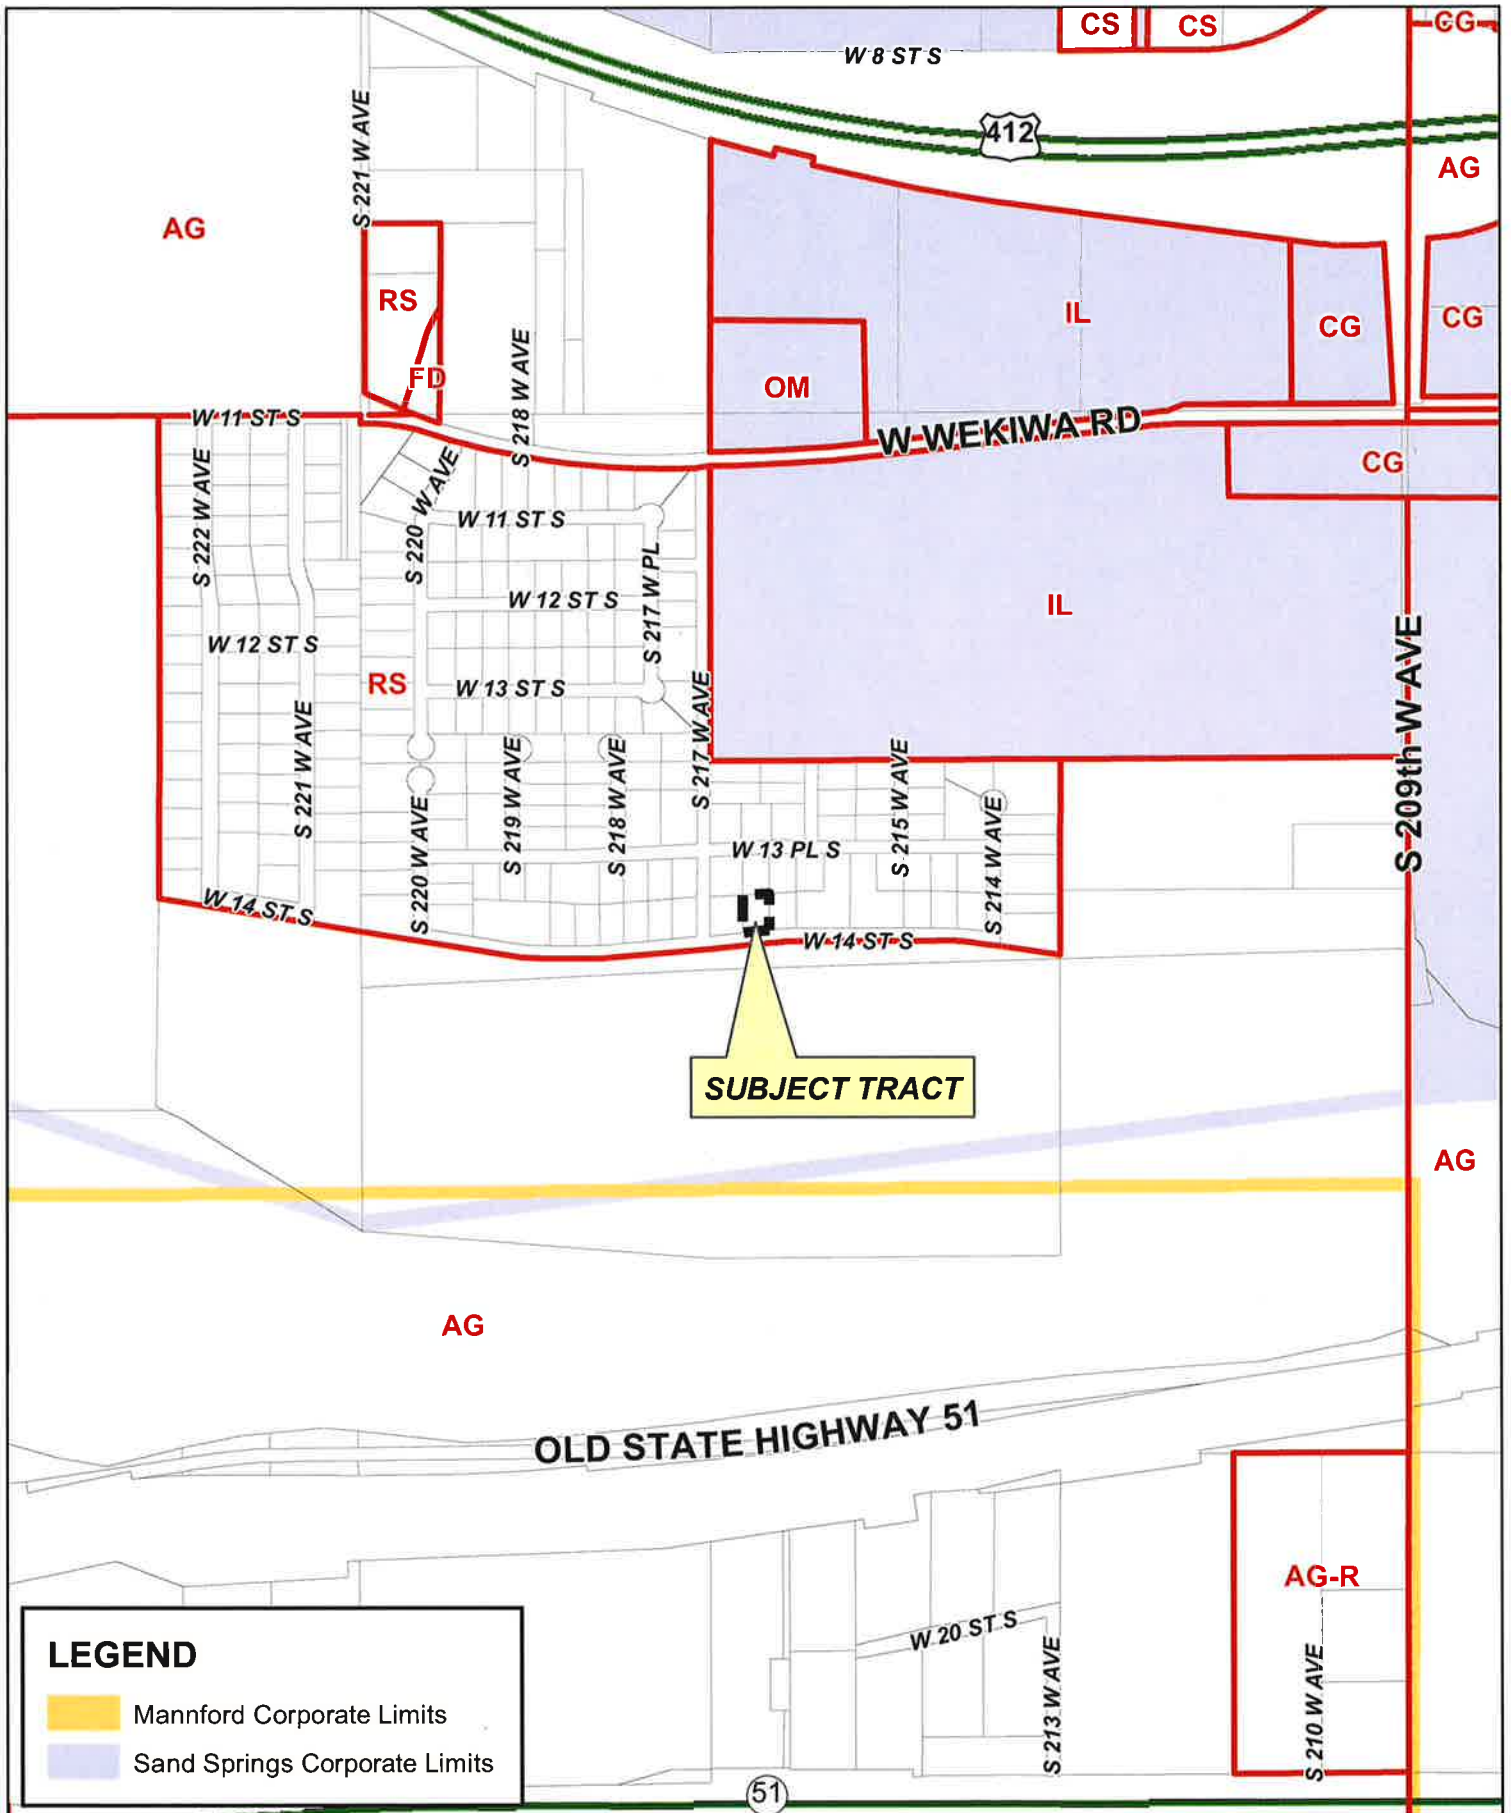 CS
CS
CG
W 8 ST S
412
S 221 W AVE
AG
AG
RS
IL
CG
CG
FD
OM
S 218 W AVE
W 11 ST S
W WEKIWA RD
CG
S 222 W AVE
S 220 W AVE
W 11 ST S
S 217 W PL
W 12 ST S
IL
W 12 ST S
RS
W 13 ST S
S 217 W AVE
S 209th W AVE
S 221 W AVE
S 219 W AVE
S 218 W AVE
S 215 W AVE
S 220 W AVE
W 13 PL S
S 214 W AVE
W 14 ST S
W 14 ST S
SUBJECT TRACT
AG
AG
OLD STATE HIGHWAY 51
AG-R
W 20 ST S
S 213 W AVE
S 210 W AVE
LEGEND
Mannford Corporate Limits
Sand Springs Corporate Limits
51